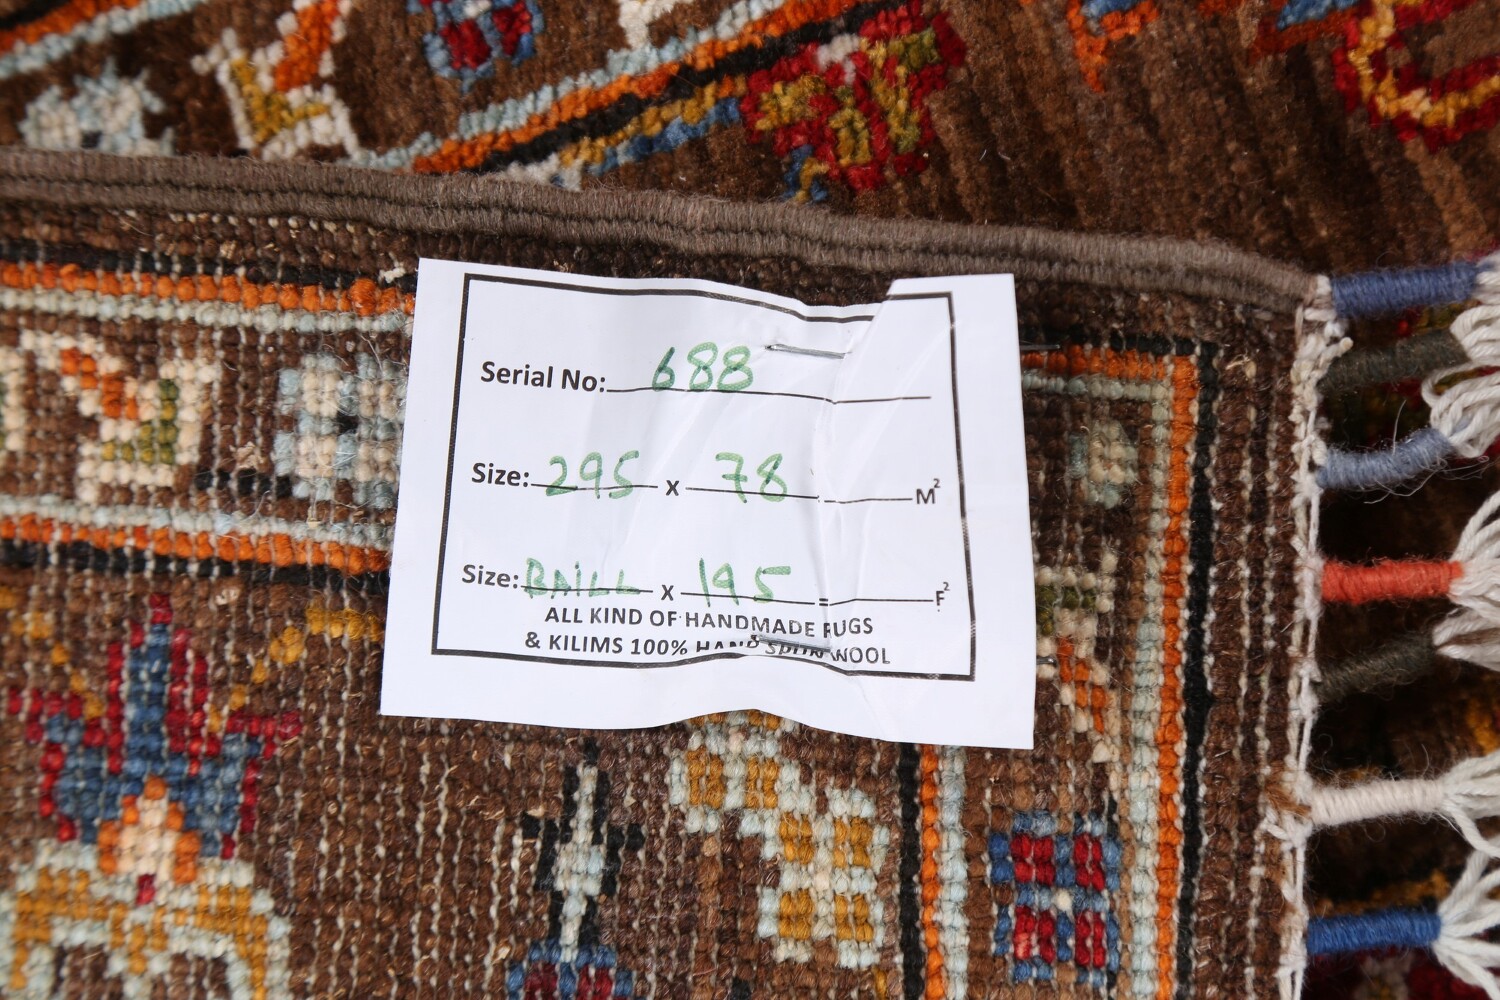 Serial No: 688
Size: 295 x 78 M²
Size: x 195 = F²
ALL KIND OF HANDMADE RUGS
& KILIMS 100% HAND SPUN WOOL